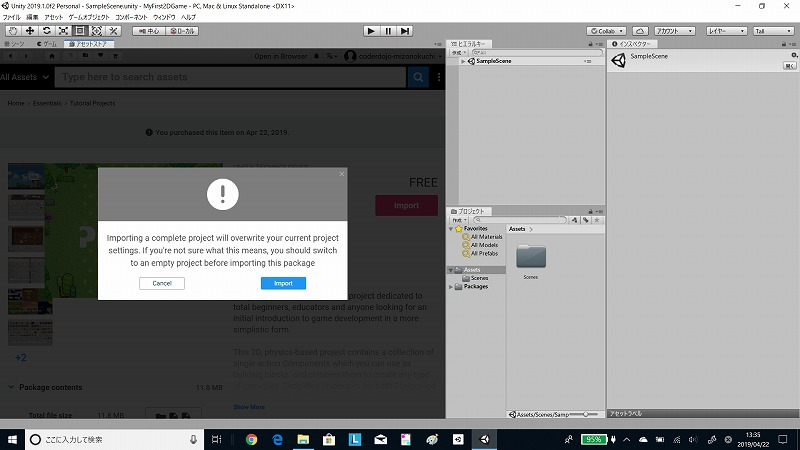 Unity 2019.1.0f2 Personal - SampleScene.unity - MyFirst2DGame - PC, Mac & Linux Standalone <DX11>
ファイル 編集 アセット ゲームオブジェクト コンポーネント ウィンドウ ヘルプ
中心 ローカル Collab アカウント レイヤー Tall
シーン ゲーム アセットストア ヒエラルキー インスペクター
Open in Browser coderdojo-mizonokuchi 作成 All
SampleScene SampleScene
開く
All Assets Type here to search assets
Home > Essentials > Tutorial Projects
You purchased this item on Apr 22, 2019.
FREE
Import
Importing a complete project will overwrite your current project
settings. If you're not sure what this means, you should switch
to an empty project before importing this package
Cancel Import
project dedicated to
total beginners, educators and anyone looking for an
initial introduction to game development in a more
simplistic form.
This 2D, physics-based project contains a collection of
+2
Package contents 11.8 MB
Show More
Total file size 11.8 MB
プロジェクト
作成
Favorites
All Materials
All Models
All Prefabs
Assets
Scenes
Packages
Assets
Scenes
Assets/Scenes/Samp
アセットラベル
ここに入力して検索
95%
13:35
2019/04/22